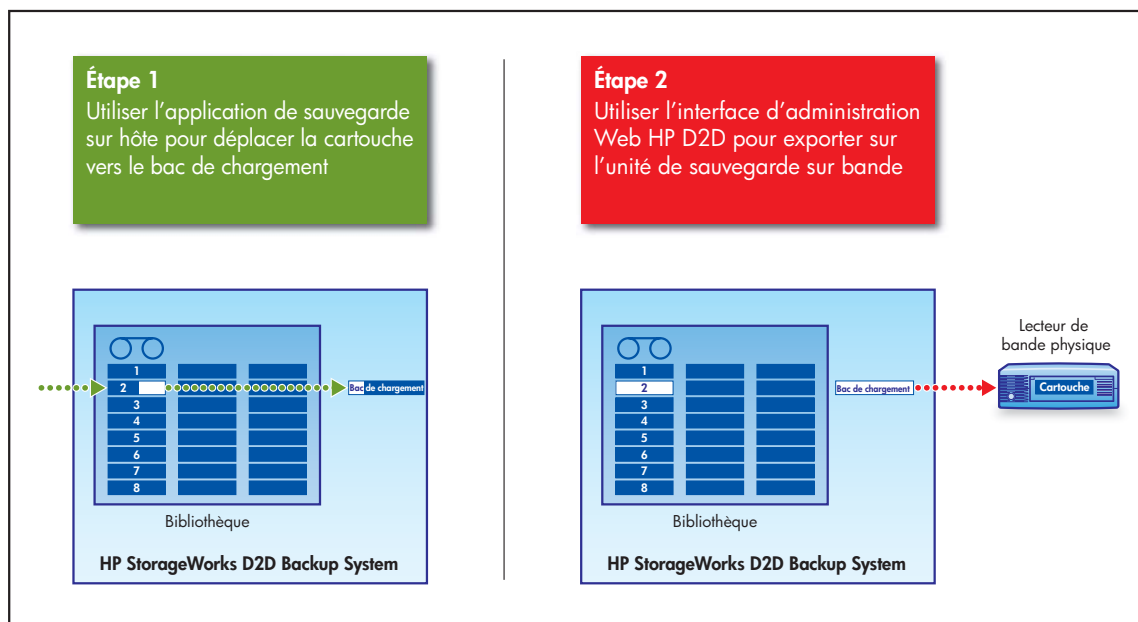 Étape 1
Utiliser l’application de sauvegarde
sur hôte pour déplacer la cartouche
vers le bac de chargement
1
2
3
4
5
6
7
8
Bac de chargement
Bibliothèque
HP StorageWorks D2D Backup System
Étape 2
Utiliser l’interface d’administration
Web HP D2D pour exporter sur
l’unité de sauvegarde sur bande
1
2
3
4
5
6
7
8
Bac de chargement
Bibliothèque
HP StorageWorks D2D Backup System
Lecteur de
bande physique
Cartouche